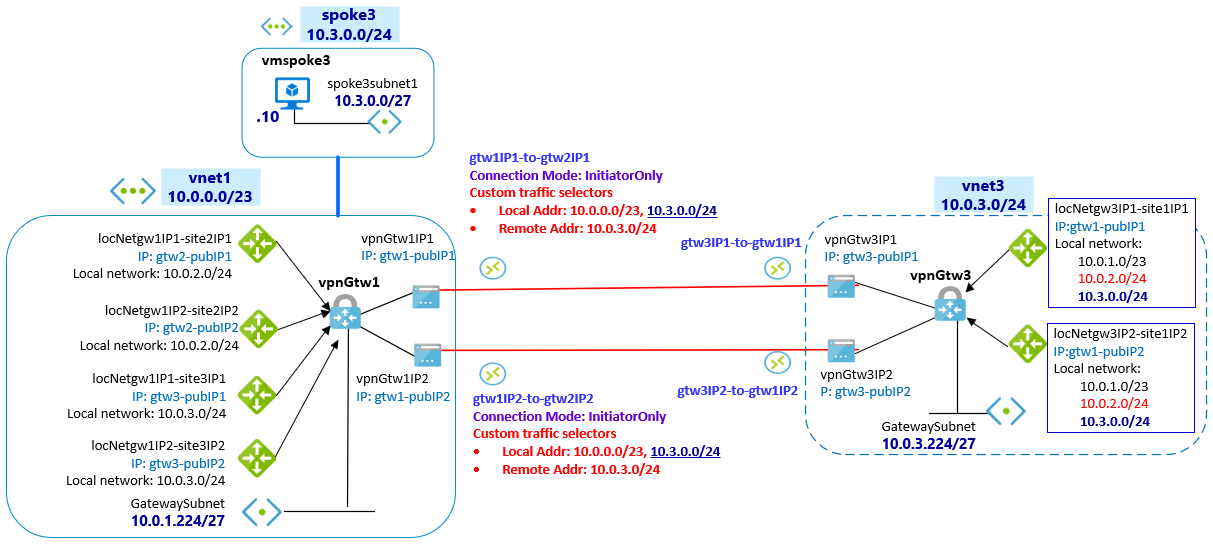 spoke3
10.3.0.0/24
vmspoke3
spoke3subnet1
10.3.0.0/27
.10
vnet1
10.0.0.0/23
gtw1IP1-to-gtw2IP1
Connection Mode: InitiatorOnly
Custom traffic selectors
• Local Addr: 10.0.0.0/23, 10.3.0.0/24
• Remote Addr: 10.0.3.0/24
vnet3
10.0.3.0/24
locNetgw1IP1-site2IP1
IP: gtw2-pubIP1
Local network: 10.0.2.0/24
locNetgw1IP2-site2IP2
IP: gtw2-pubIP2
Local network: 10.0.2.0/24
locNetgw1IP1-site3IP1
IP: gtw3-pubIP1
Local network: 10.0.3.0/24
locNetgw1IP2-site3IP2
IP: gtw3-pubIP2
Local network: 10.0.3.0/24
GatewaySubnet
10.0.1.224/27
vpnGtw1
vpnGtw1IP1
IP: gtw1-pubIP1
vpnGtw1IP2
IP: gtw1-pubIP2
gtw3IP1-to-gtw1IP1
gtw1IP2-to-gtw2IP2
Connection Mode: InitiatorOnly
Custom traffic selectors
• Local Addr: 10.0.0.0/23, 10.3.0.0/24
• Remote Addr: 10.0.3.0/24
gtw3IP2-to-gtw1IP2
vpnGtw3IP1
IP: gtw3-pubIP1
vpnGtw3
vpnGtw3IP2
P: gtw3-pubIP2
GatewaySubnet
10.0.3.224/27
locNetgw3IP1-site1IP1
IP:gtw1-pubIP1
Local network:
10.0.1.0/23
10.0.2.0/24
10.3.0.0/24
locNetgw3IP2-site1IP2
IP:gtw1-pubIP2
Local network:
10.0.1.0/23
10.0.2.0/24
10.3.0.0/24